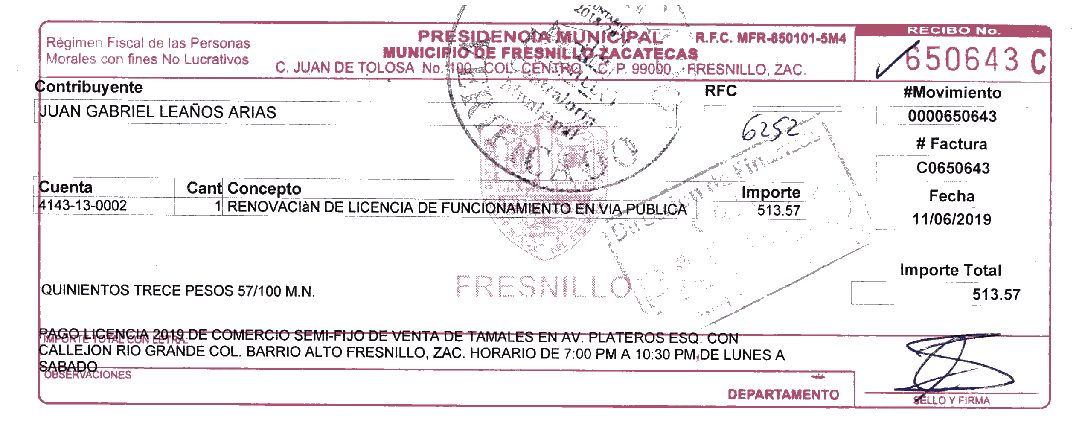 PRESIDENCIA MUNICIPAL
MUNICIPIO DE FRESNILLO ZACATECAS
C. JUAN DE TOLOSA No. 100 COL. CENTRO C. P. 99000 FRESNILLO, ZAC.
R.F.C. MFR-850101-5M4
Régimen Fiscal de las Personas
Morales con fines No Lucrativos
RECIBO No.
650643 C
Contribuyente
RFC
#Movimiento
JUAN GABRIEL LEAÑOS ARIAS
0000650643
6252
# Factura
C0650643
Contraloría
Municipal
Dirección de Fin
Cuenta Cant Concepto Importe
Fecha
4143-13-0002 1 RENOVACIàN DE LICENCIA DE FUNCIONAMIENTO EN VIA PUBLICA 513.57
11/06/2019
FRESNILLO
Importe Total
QUINIENTOS TRECE PESOS 57/100 M.N.
513.57
PAGO LICENCIA 2019 DE COMERCIO SEMI-FIJO DE VENTA DE TAMALES EN AV. PLATEROS ESQ. CON
IMPORTE TOTAL CON LETRA
CALLEJON RIO GRANDE COL. BARRIO ALTO FRESNILLO, ZAC. HORARIO DE 7:00 PM A 10:30 PM,DE LUNES A
SABADO
OBSERVACIONES
DEPARTAMENTO
SELLO Y FIRMA